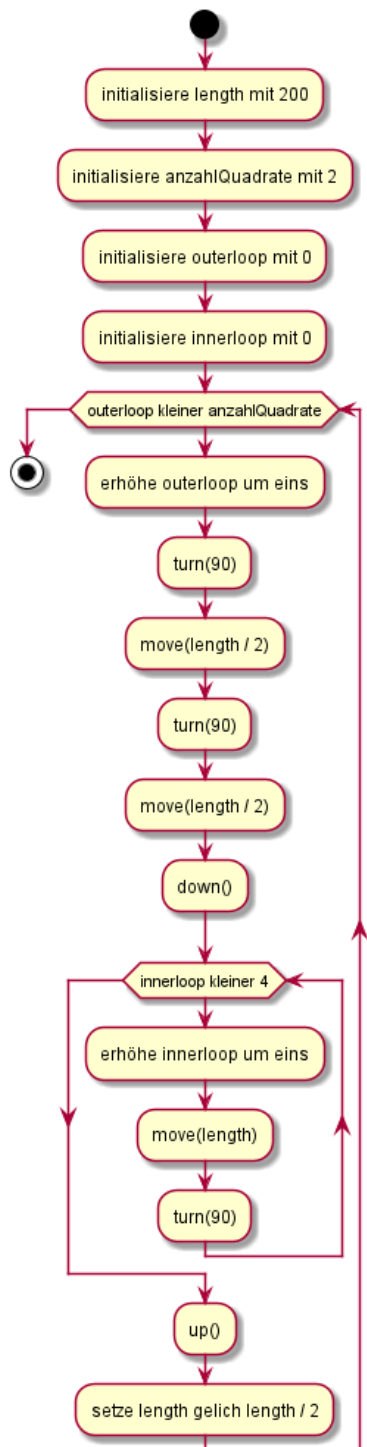 initialisiere length mit 200
initialisiere anzahlQuadrate mit 2
initialisiere outerloop mit 0
initialisiere innerloop mit 0
outerloop kleiner anzahlQuadrate
erhöhe outerloop um eins
turn(90)
move(length / 2)
turn(90)
move(length / 2)
down()
innerloop kleiner 4
erhöhe innerloop um eins
move(length)
turn(90)
up()
setze length gelich length / 2